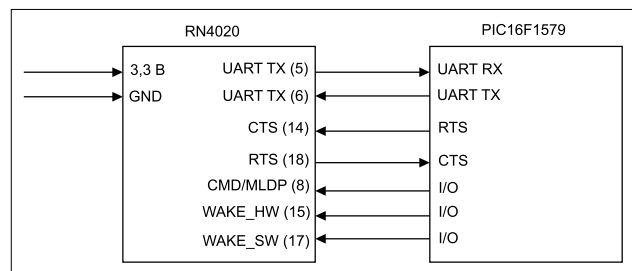 RN4020 PIC16F1579
3,3 В UART TX (5) UART RX
GND UART TX (6) UART TX
CTS (14) RTS
RTS (18) CTS
CMD/MLDP (8) I/O
WAKE_HW (15) I/O
WAKE_SW (17) I/O